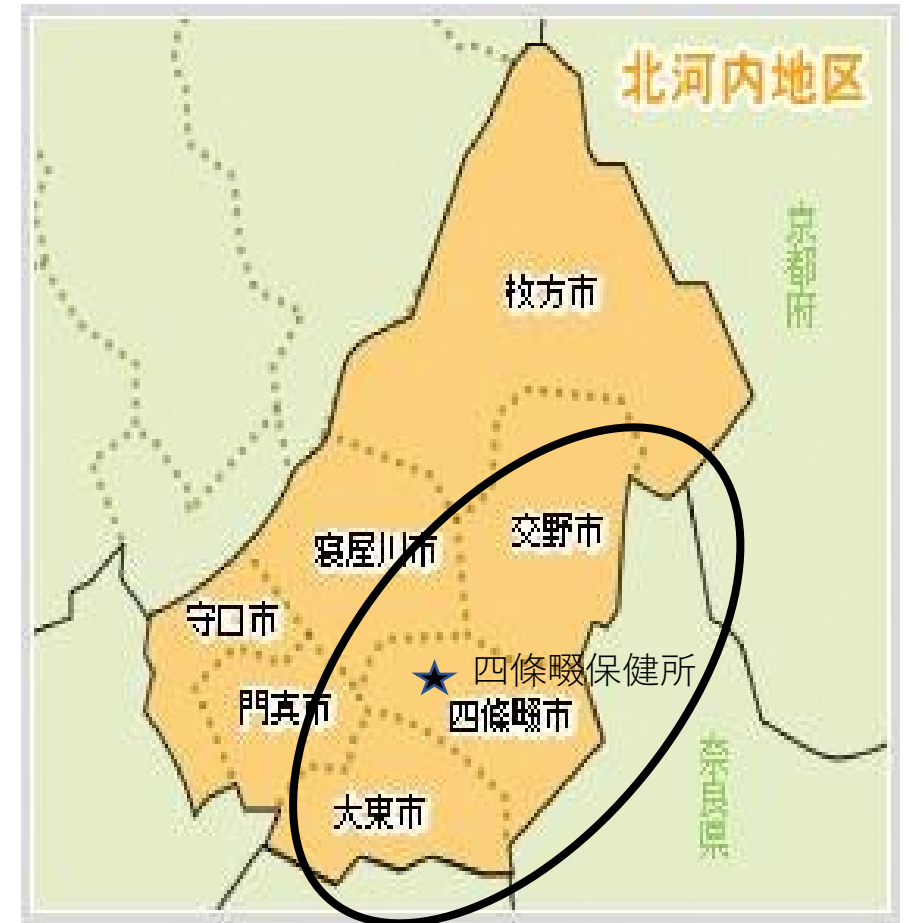 北河内地区
京都府
枚方市
交野市
寝屋川市
守口市
四條畷保健所
門真市
四條畷市
大東市
奈良県